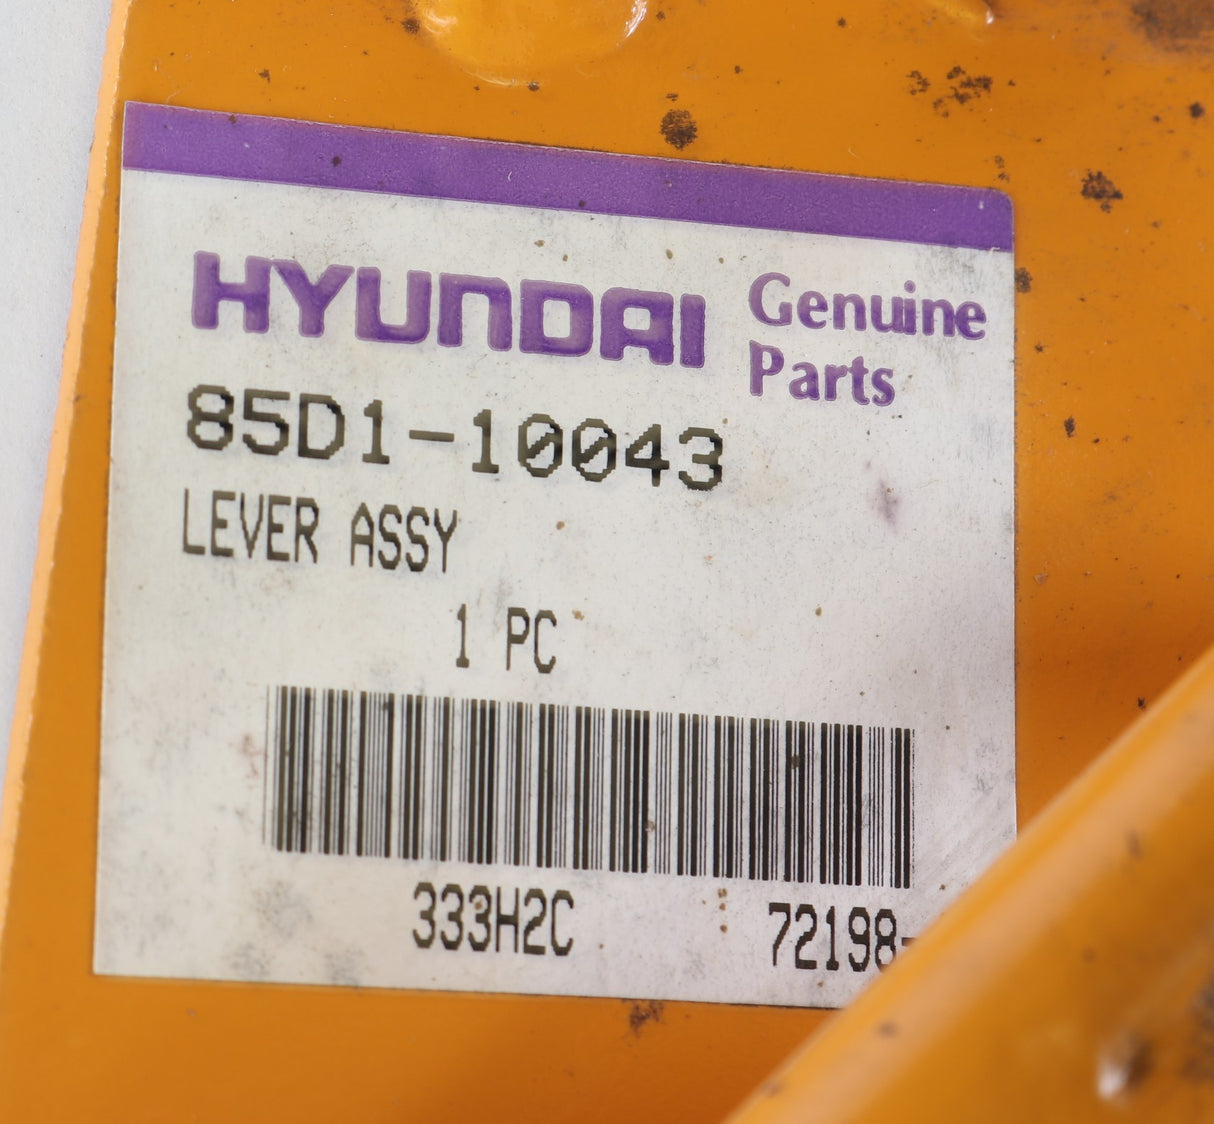 HYUNDAI Genuine Parts
85D1-10043
LEVER ASSY
1 PC
333H2C 72198-